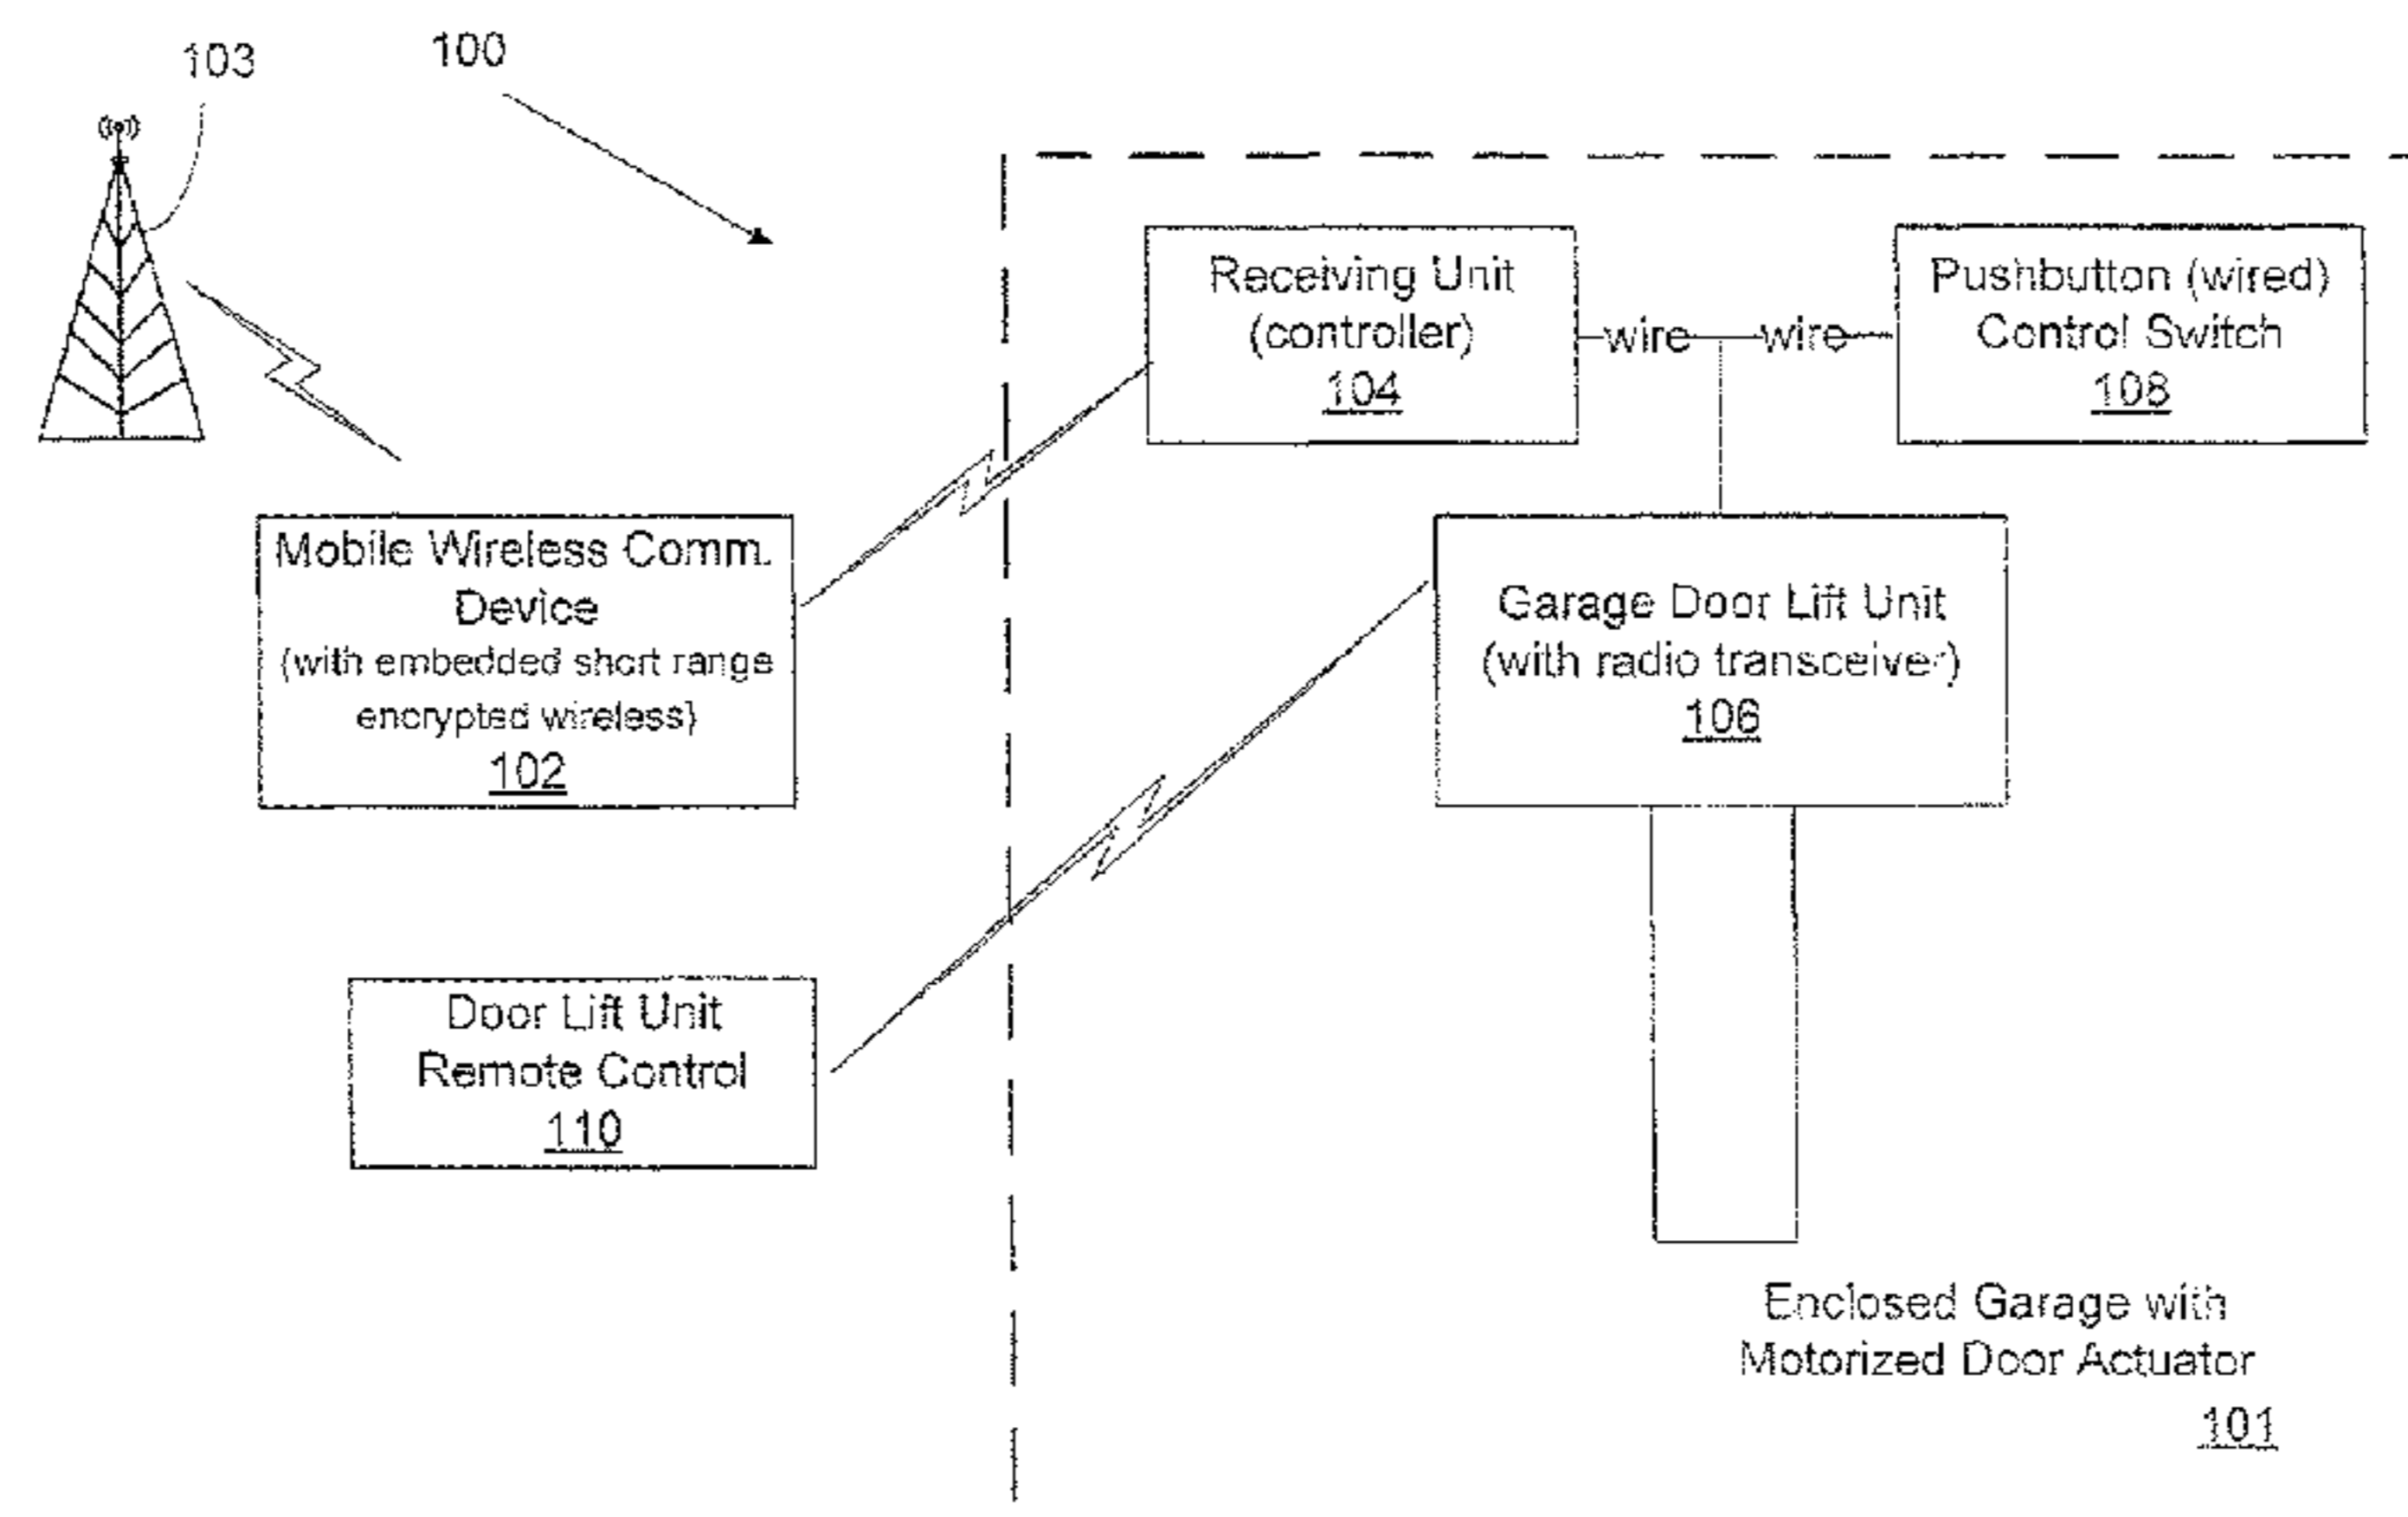 103
100
Receiving Unit
(controller)
104
wire
wire
Pushbutton (wired)
Control Switch
108
Mobile Wireless Comm.
Device
(with embedded short range
encrypted wireless)
102
Garage Door Lift Unit
(with radio transceiver)
106
Door Lift Unit
Remote Control
110
Enclosed Garage with
Motorized Door Actuator
101